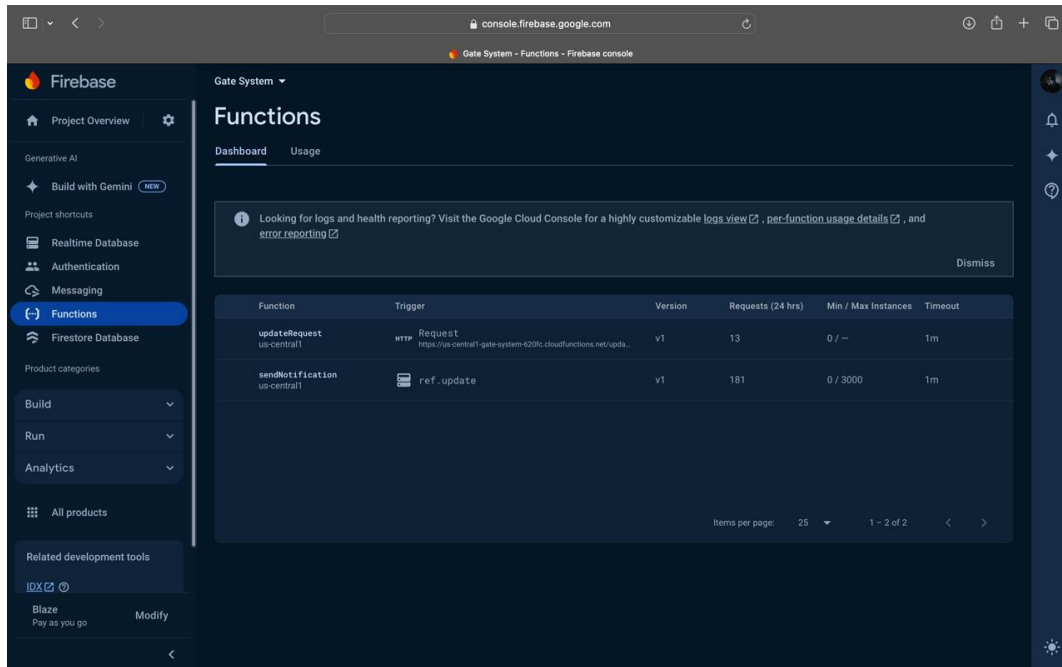 console.firebase.google.com
Gate System - Functions - Firebase console
Firebase
Project Overview
Generative AI
Build with Gemini NEW
Project shortcuts
Realtime Database
Authentication
Messaging
Functions
Firestore Database
Product categories
Build
Run
Analytics
All products
Related development tools
IDX
Blaze
Pay as you go
Modify
Gate System
Functions
Dashboard Usage
Looking for logs and health reporting? Visit the Google Cloud Console for a highly customizable logs view , per-function usage details , and
error reporting
Dismiss
Function Trigger Version Requests (24 hrs) Min / Max Instances Timeout
updateRequest
us-central1
HTTP Request
https://us-central1-gate-system-620fc.cloudfunctions.net/upda...
v1 13 0 / — 1m
sendNotification
us-central1
ref.update
v1 181 0 / 3000 1m
Items per page: 25 1 – 2 of 2